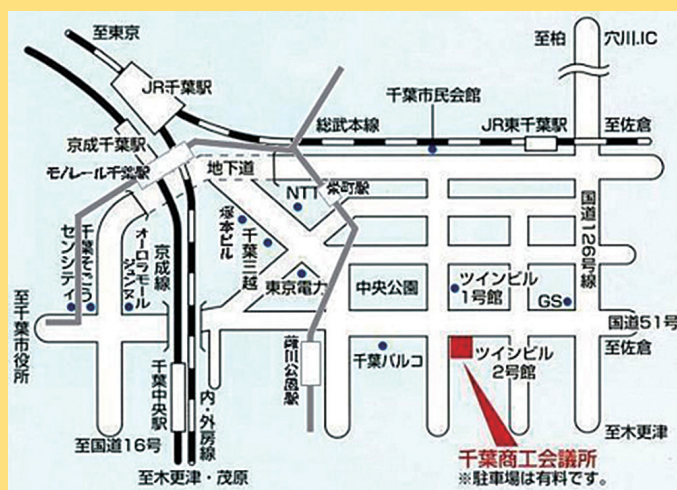 至東京
至柏
穴川.IC
JR千葉駅
千葉市民会館
京成千葉駅
総武本線
JR東千葉駅
至佐倉
モノレール千葉駅
地下道
栄町駅
NTT
国道126号線
塚本ビル
千葉三越
千葉そごう
センシティ
オーロラモール
ジュンヌ
京成線
東京電力
中央公園
ツインビル
1号館
GS
至千葉市役所
国道51号
葭川公園駅
千葉パルコ
ツインビル
2号館
至佐倉
千葉中央駅
内・外房線
至国道16号
至木更津
千葉商工会議所
※駐車場は有料です。
至木更津・茂原